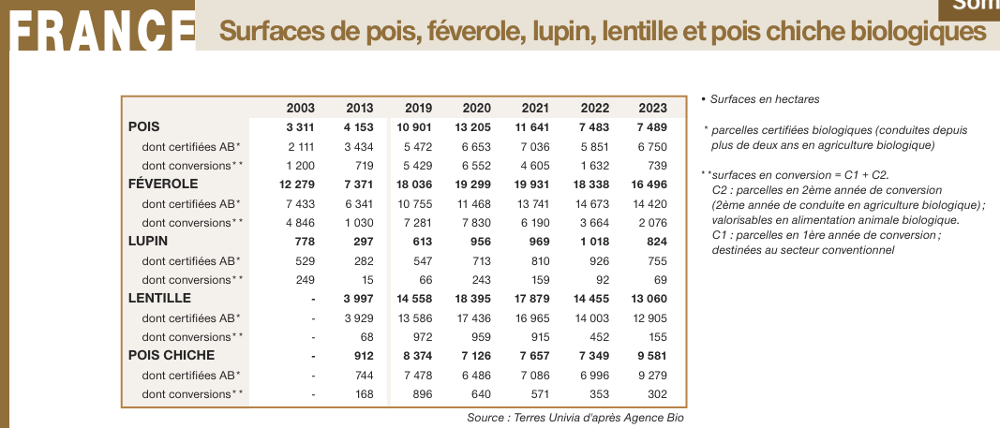 Som
FRANCE
Surfaces de pois, féverole, lupin, lentille et pois chiche biologiques
2003 2013 2019 2020 2021 2022 2023
POIS 3 311 4 153 10 901 13 205 11 641 7 483 7 489
dont certifiées AB* 2 111 3 434 5 472 6 653 7 036 5 851 6 750
dont conversions** 1 200 719 5 429 6 552 4 605 1 632 739
FÉVEROLE 12 279 7 371 18 036 19 299 19 931 18 338 16 496
dont certifiées AB* 7 433 6 341 10 755 11 468 13 741 14 673 14 420
dont conversions** 4 846 1 030 7 281 7 830 6 190 3 664 2 076
LUPIN 778 297 613 956 969 1 018 824
dont certifiées AB* 529 282 547 713 810 926 755
dont conversions** 249 15 66 243 159 92 69
LENTILLE - 3 997 14 558 18 395 17 879 14 455 13 060
dont certifiées AB* - 3 929 13 586 17 436 16 965 14 003 12 905
dont conversions** - 68 972 959 915 452 155
POIS CHICHE - 912 8 374 7 126 7 657 7 349 9 581
dont certifiées AB* - 744 7 478 6 486 7 086 6 996 9 279
dont conversions** - 168 896 640 571 353 302
Source : Terres Univia d'après Agence Bio
• Surfaces en hectares
* parcelles certifiées biologiques (conduites depuis
plus de deux ans en agriculture biologique)
**surfaces en conversion = C1 + C2.
C2 : parcelles en 2ème année de conversion
(2ème année de conduite en agriculture biologique) ;
valorisables en alimentation animale biologique.
C1 : parcelles en 1ère année de conversion ;
destinées au secteur conventionnel